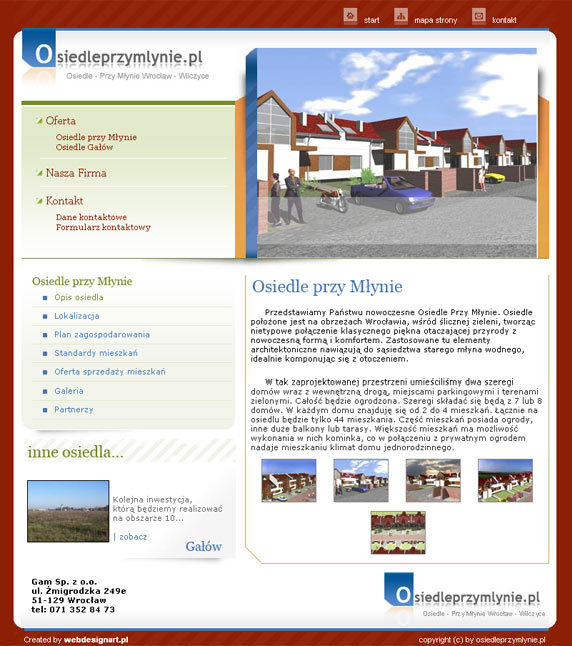 start mapa strony kontakt
Osiedleprzymlynie.pl
Osiedle - Przy Młynie Wrocław - Wilczyce
Oferta
Osiedle przy Młynie
Osiedle Gałów
Nasza Firma
Kontakt
Dane kontaktowe
Formularz kontaktowy
Osiedle przy Młynie
Opis osiedla
Lokalizacja
Plan zagospodarowania
Standardy mieszkań
Oferta sprzedaży mieszkań
Galeria
Partnerzy
inne osiedla...
Kolejna inwestycja,
którą będziemy realizować
na obszarze 10...
| zobacz
Gałów
Osiedle przy Młynie
Przedstawiamy Państwu nowoczesne Osiedle Przy Młynie. Osiedle
położone jest na obrzeżach Wrocławia, wśród ślicznej zieleni, tworząc
nietypowe połączenie klasycznego piękna otaczającej przyrody z
nowoczesną formą i komfortem. Zastosowane tu elementy
architektoniczne nawiązują do sąsiedztwa starego młyna wodnego,
idealnie komponując się z otoczeniem.
W tak zaprojektowanej przestrzeni umieściliśmy dwa szeregi
domów wraz z wewnętrzną drogą, miejscami parkingowymi i terenami
zielonymi. Całość będzie ogrodzona. Szeregi składać się będą z 7 lub 8
domów. W każdym domu znajduję się od 2 do 4 mieszkań. Łącznie na
osiedlu będzie tylko 44 mieszkania. Część mieszkań posiada ogrody,
inne duże balkony lub tarasy. Większość mieszkań ma możliwość
wykonania w nich kominka, co w połączeniu z prywatnym ogrodem
nadaje mieszkaniu klimat domu jednorodzinnego.
Gam Sp. z o.o.
ul. Żmigrodzka 249e
51-129 Wrocław
tel: 071 352 84 73
Osiedleprzymlynie.pl
Osiedle - Przy Młynie Wrocław - Wilczyce
Created by webdesignart.pl
copyright (c) by osiedleprzymlynie.pl